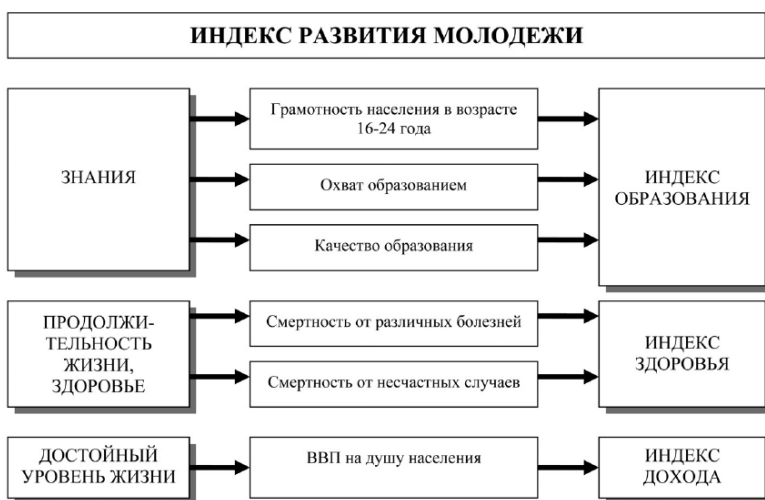 ИНДЕКС РАЗВИТИЯ МОЛОДЕЖИ
ЗНАНИЯ
Грамотность населения в возрасте
16-24 года
Охват образованием
Качество образования
ИНДЕКС
ОБРАЗОВАНИЯ
ПРОДОЛЖИ-
ТЕЛЬНОСТЬ
ЖИЗНИ,
ЗДОРОВЬЕ
Смертность от различных болезней
Смертность от несчастных случаев
ИНДЕКС
ЗДОРОВЬЯ
ДОСТОЙНЫЙ
УРОВЕНЬ ЖИЗНИ
ВВП на душу населения
ИНДЕКС
ДОХОДА